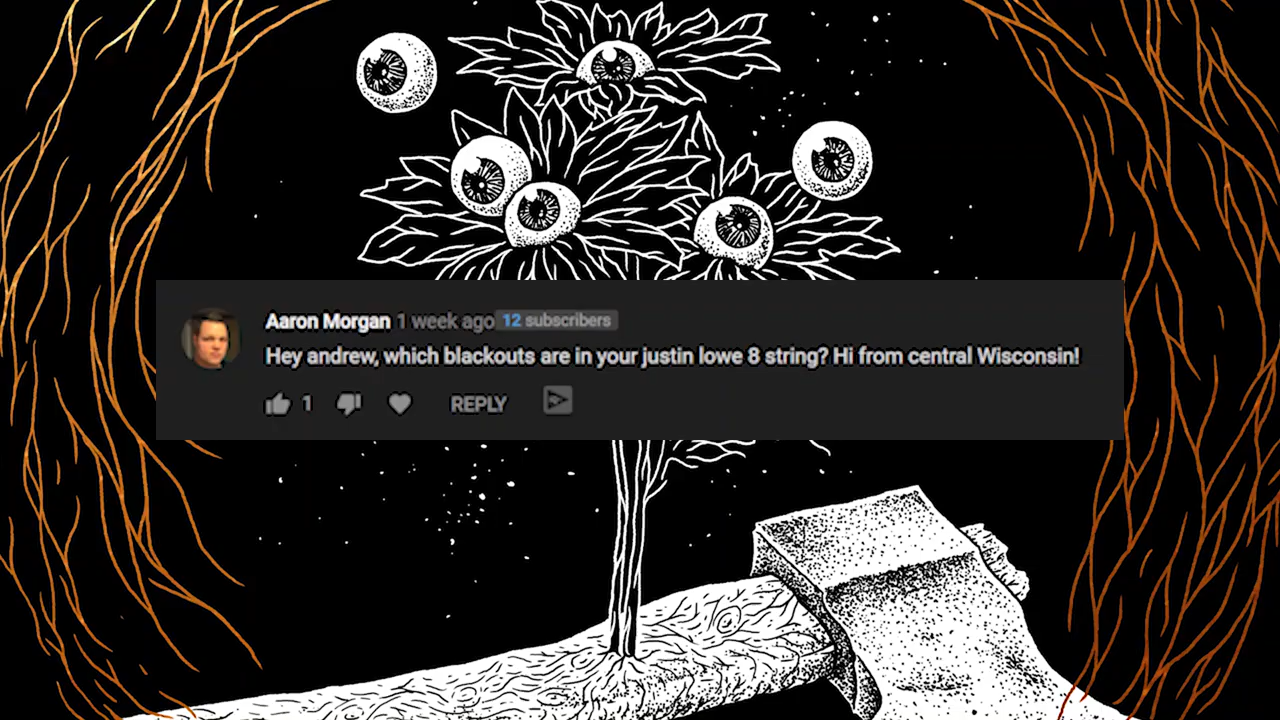 Aaron Morgan 1 week ago 12 subscribers
Hey andrew, which blackouts are in your justin lowe 8 string? Hi from central Wisconsin!
1 REPLY